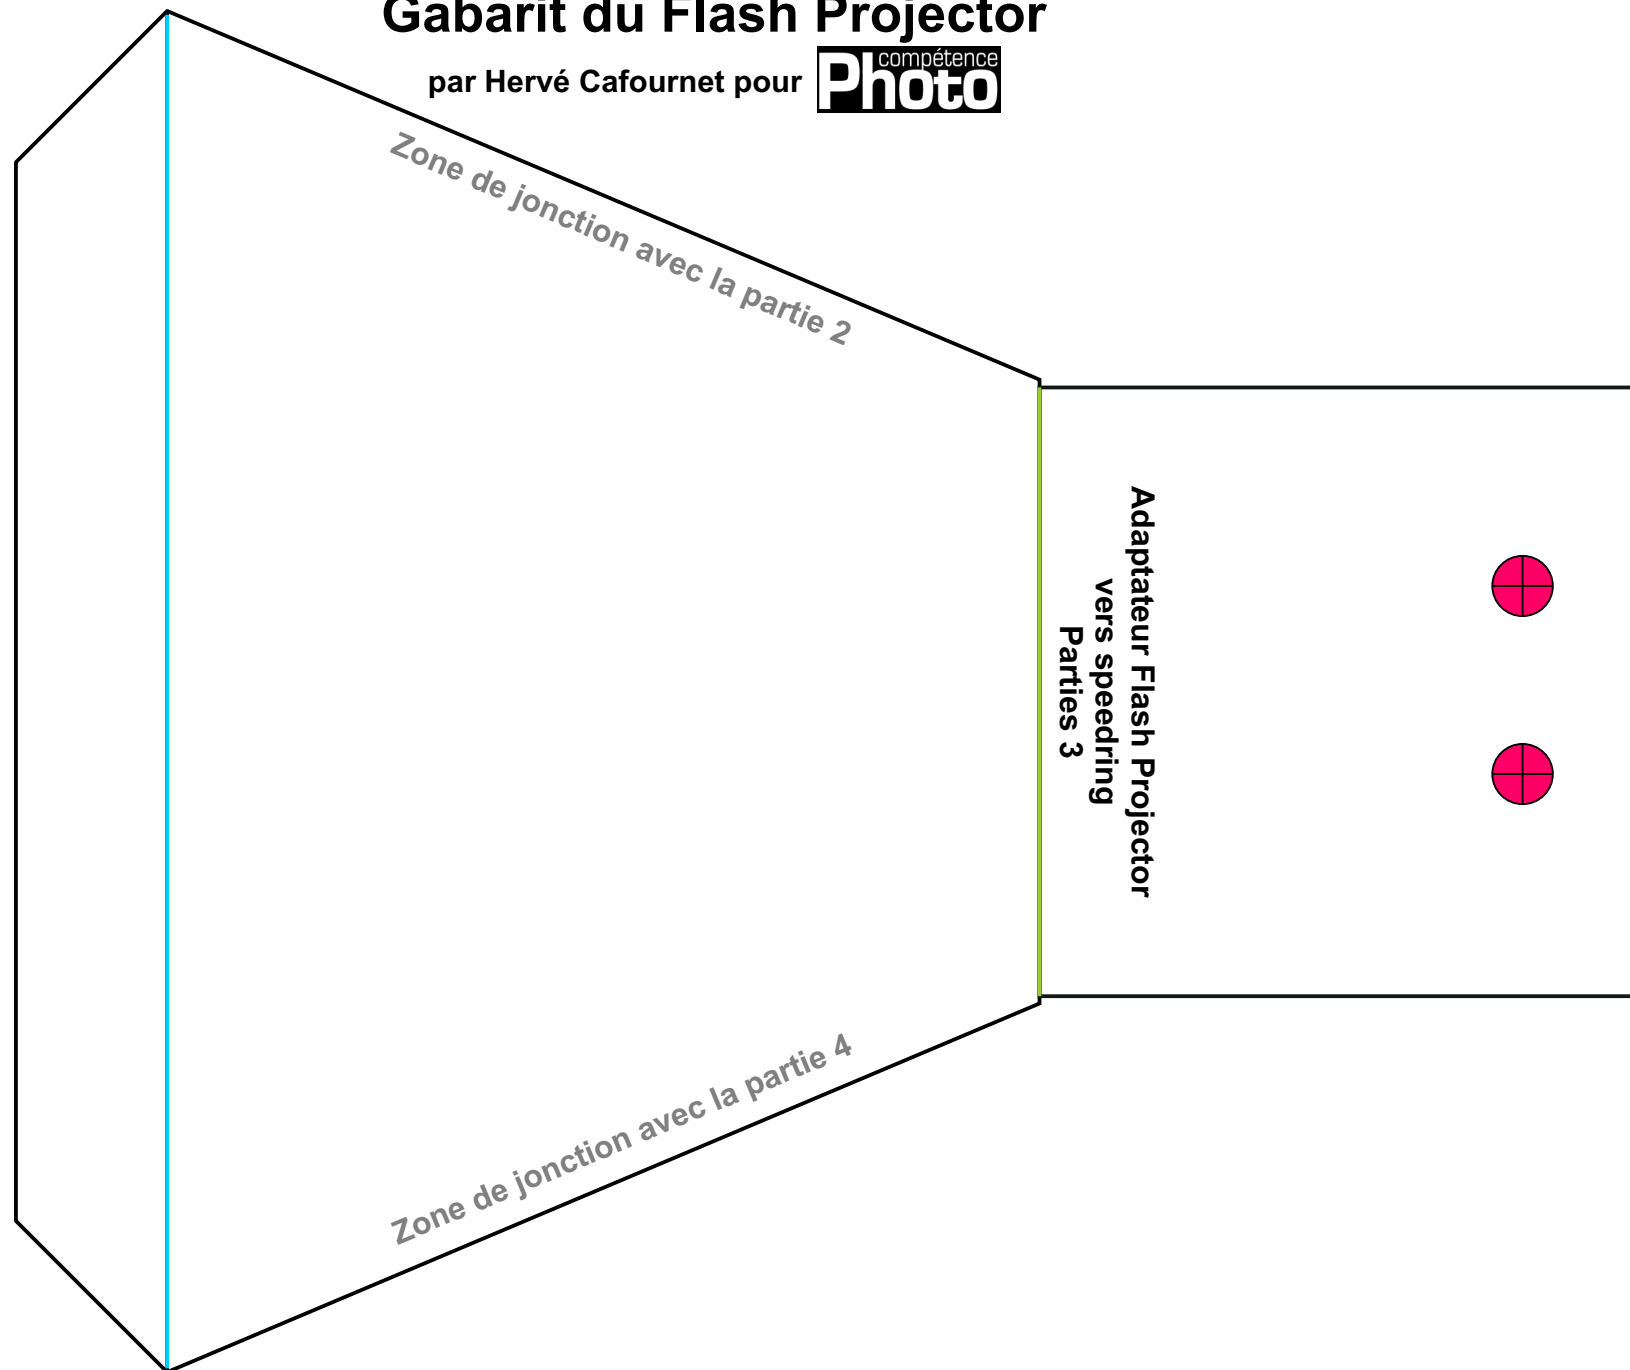 Gabarit du Flash Projector
par Hervé Cafournet pour
compétence
Photo
Zone de jonction avec la partie 2
Adaptateur Flash Projector
vers speedring
Parties 3
Zone de jonction avec la partie 4